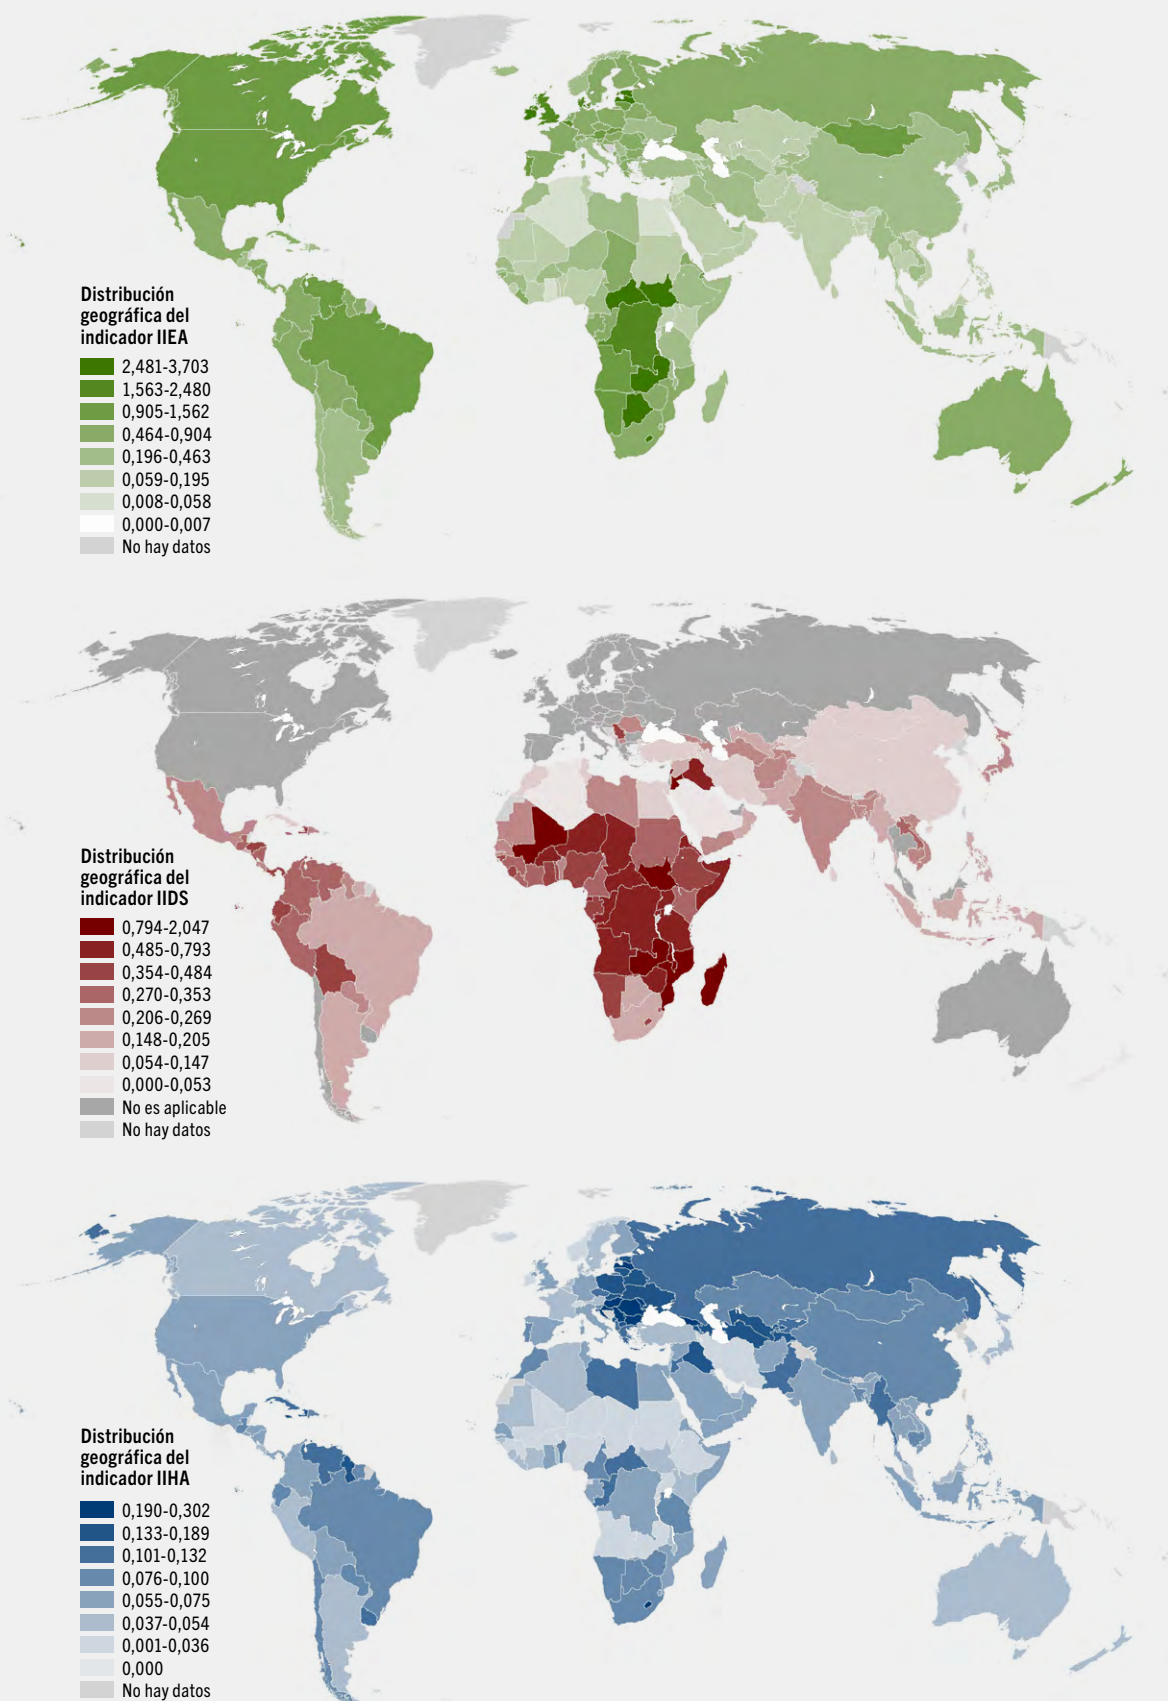 Distribución
geográfica del
indicador IIEA
2,481-3,703
1,563-2,480
0,905-1,562
0,464-0,904
0,196-0,463
0,059-0,195
0,008-0,058
0,000-0,007
No hay datos
Distribución
geográfica del
indicador IIDS
0,794-2,047
0,485-0,793
0,354-0,484
0,270-0,353
0,206-0,269
0,148-0,205
0,054-0,147
0,000-0,053
No es aplicable
No hay datos
Distribución
geográfica del
indicador IIHA
0,190-0,302
0,133-0,189
0,101-0,132
0,076-0,100
0,055-0,075
0,037-0,054
0,001-0,036
0,000
No hay datos